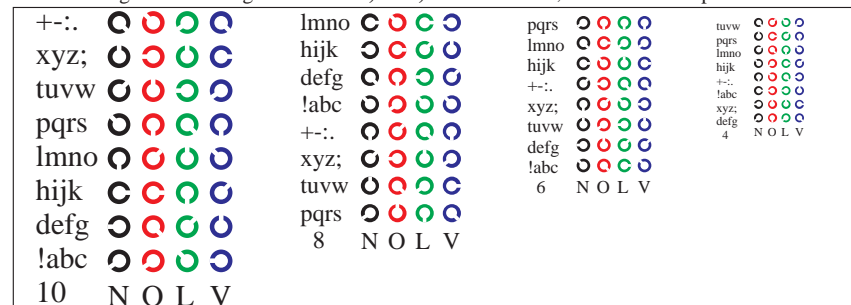 +-:.
xyz;
tuvw
pqrs
lmno
hijk
defg
!abc
10 N O L V
lmno
hijk
defg
!abc
+-:.
xyz;
tuvw
pqrs
8 N O L V
pqrs
lmno
hijk
+-:.
xyz;
tuvw
defg
!abc
6 N O L V
tuvw
pqrs
lmno
hijk
+-:.
!abc
xyz;
defg
4 N O L V